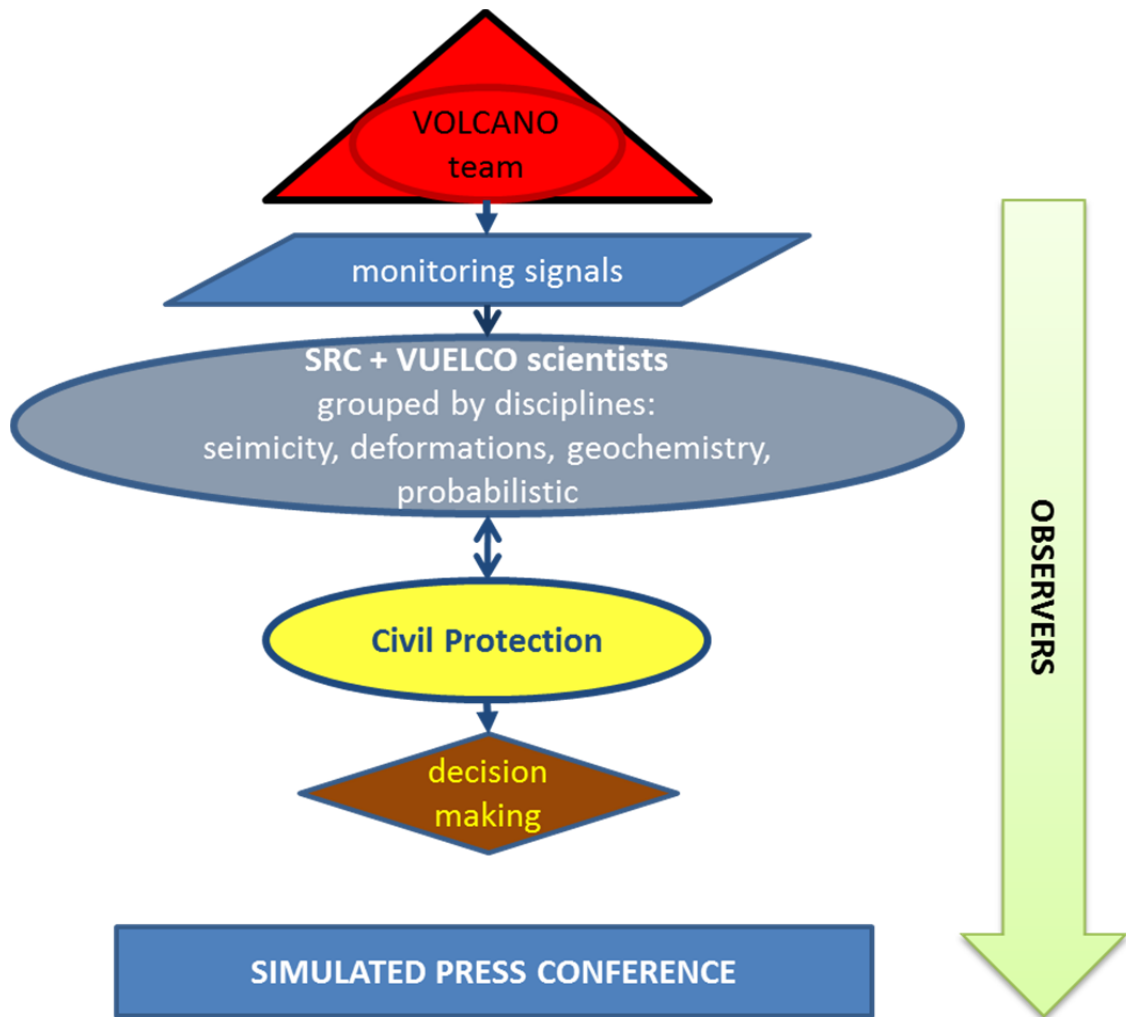 VOLCANO
team
monitoring signals
SRC + VUELCO scientists
grouped by disciplines:
seimicity, deformations, geochemistry,
probabilistic
Civil Protection
decision
making
SIMULATED PRESS CONFERENCE
OBSERVERS